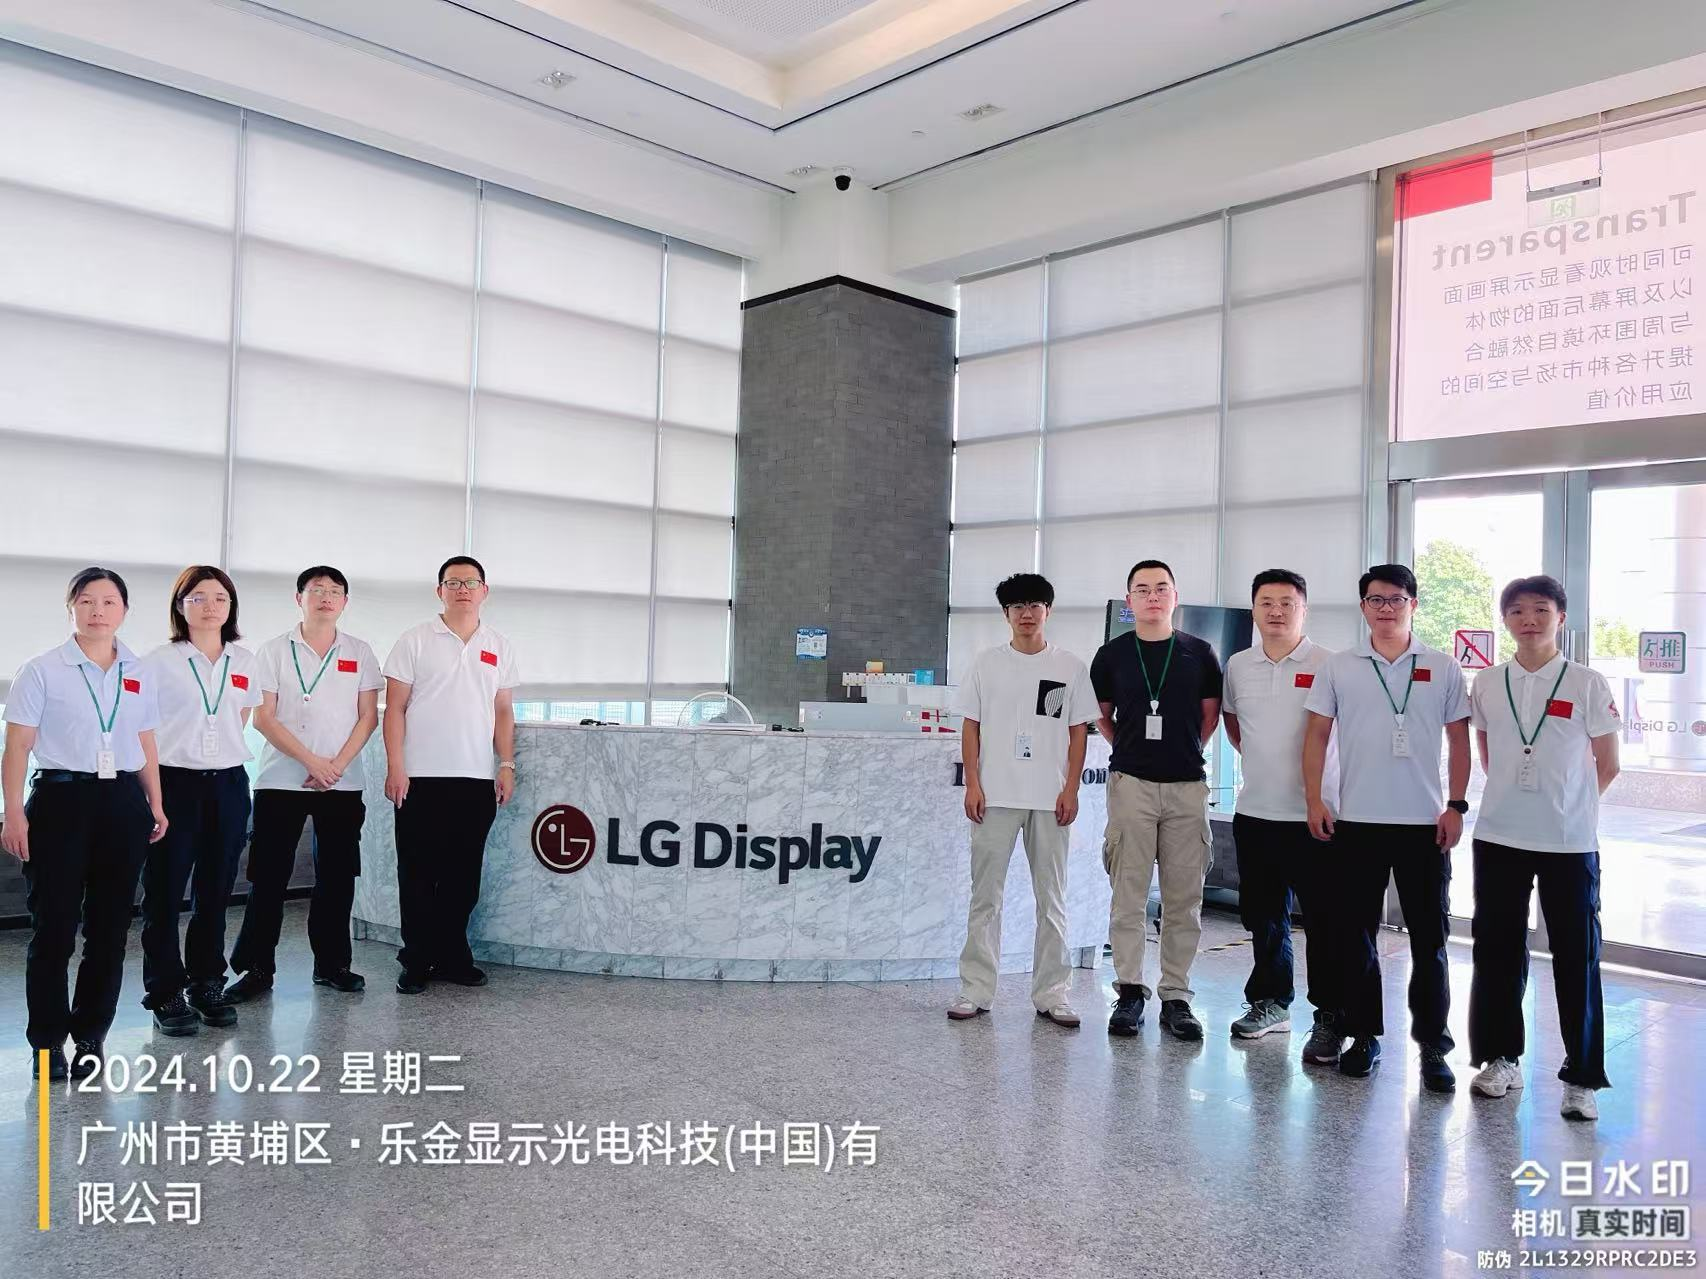 Transparent
可同时观看显示屏画面
以及屏幕后面的物体
与周围环境自然融合
提升各种市场与空间的
应用价值
推
PUSH
LG Display
LG Display
2024.10.22 星期二
广州市黄埔区·乐金显示光电科技(中国)有
限公司
今日水印
相机 真实时间
防伪 2L1329RPRC2DE3